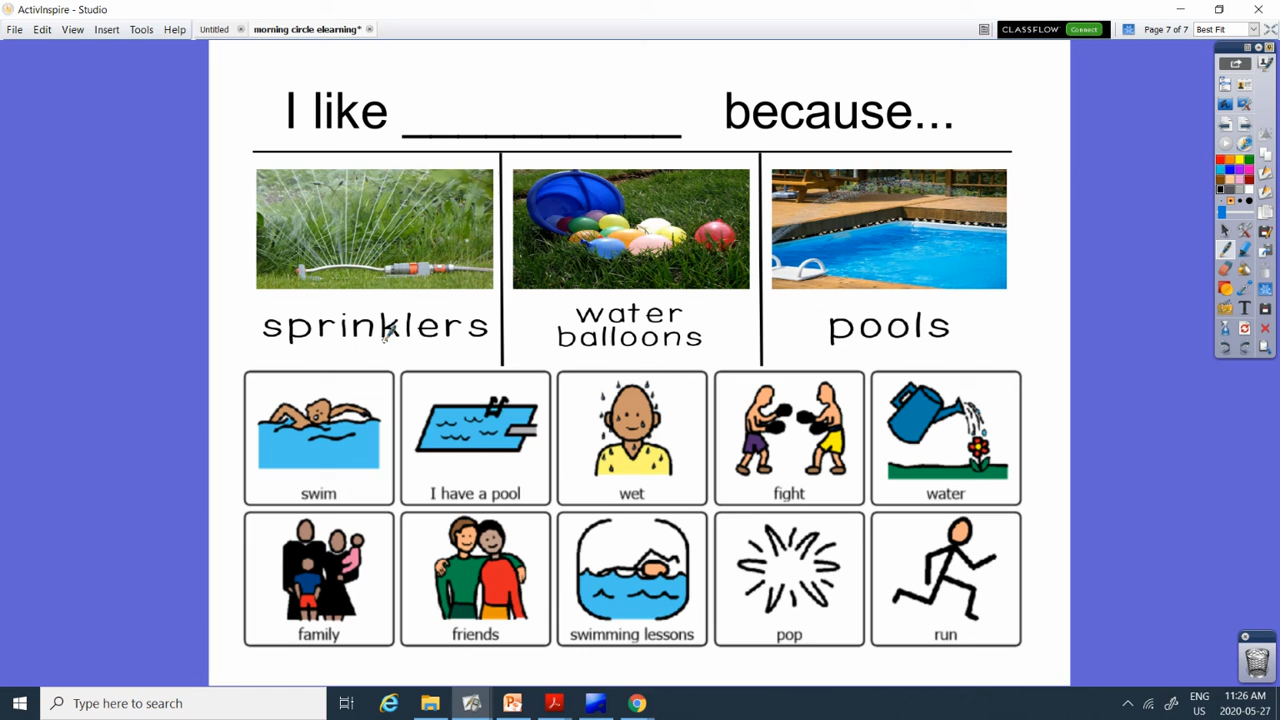 ActivInspire - Studio
File Edit View Insert Tools Help Untitled morning circle elearning* CLASSFLOW Connect Page 7 of 7 Best Fit
I like ____________ because...
sprinklers
water
balloons
pools
swim
I have a pool
wet
fight
water
family
friends
swimming lessons
pop
run
Type here to search
ENG
US
11:26 AM
2020-05-27